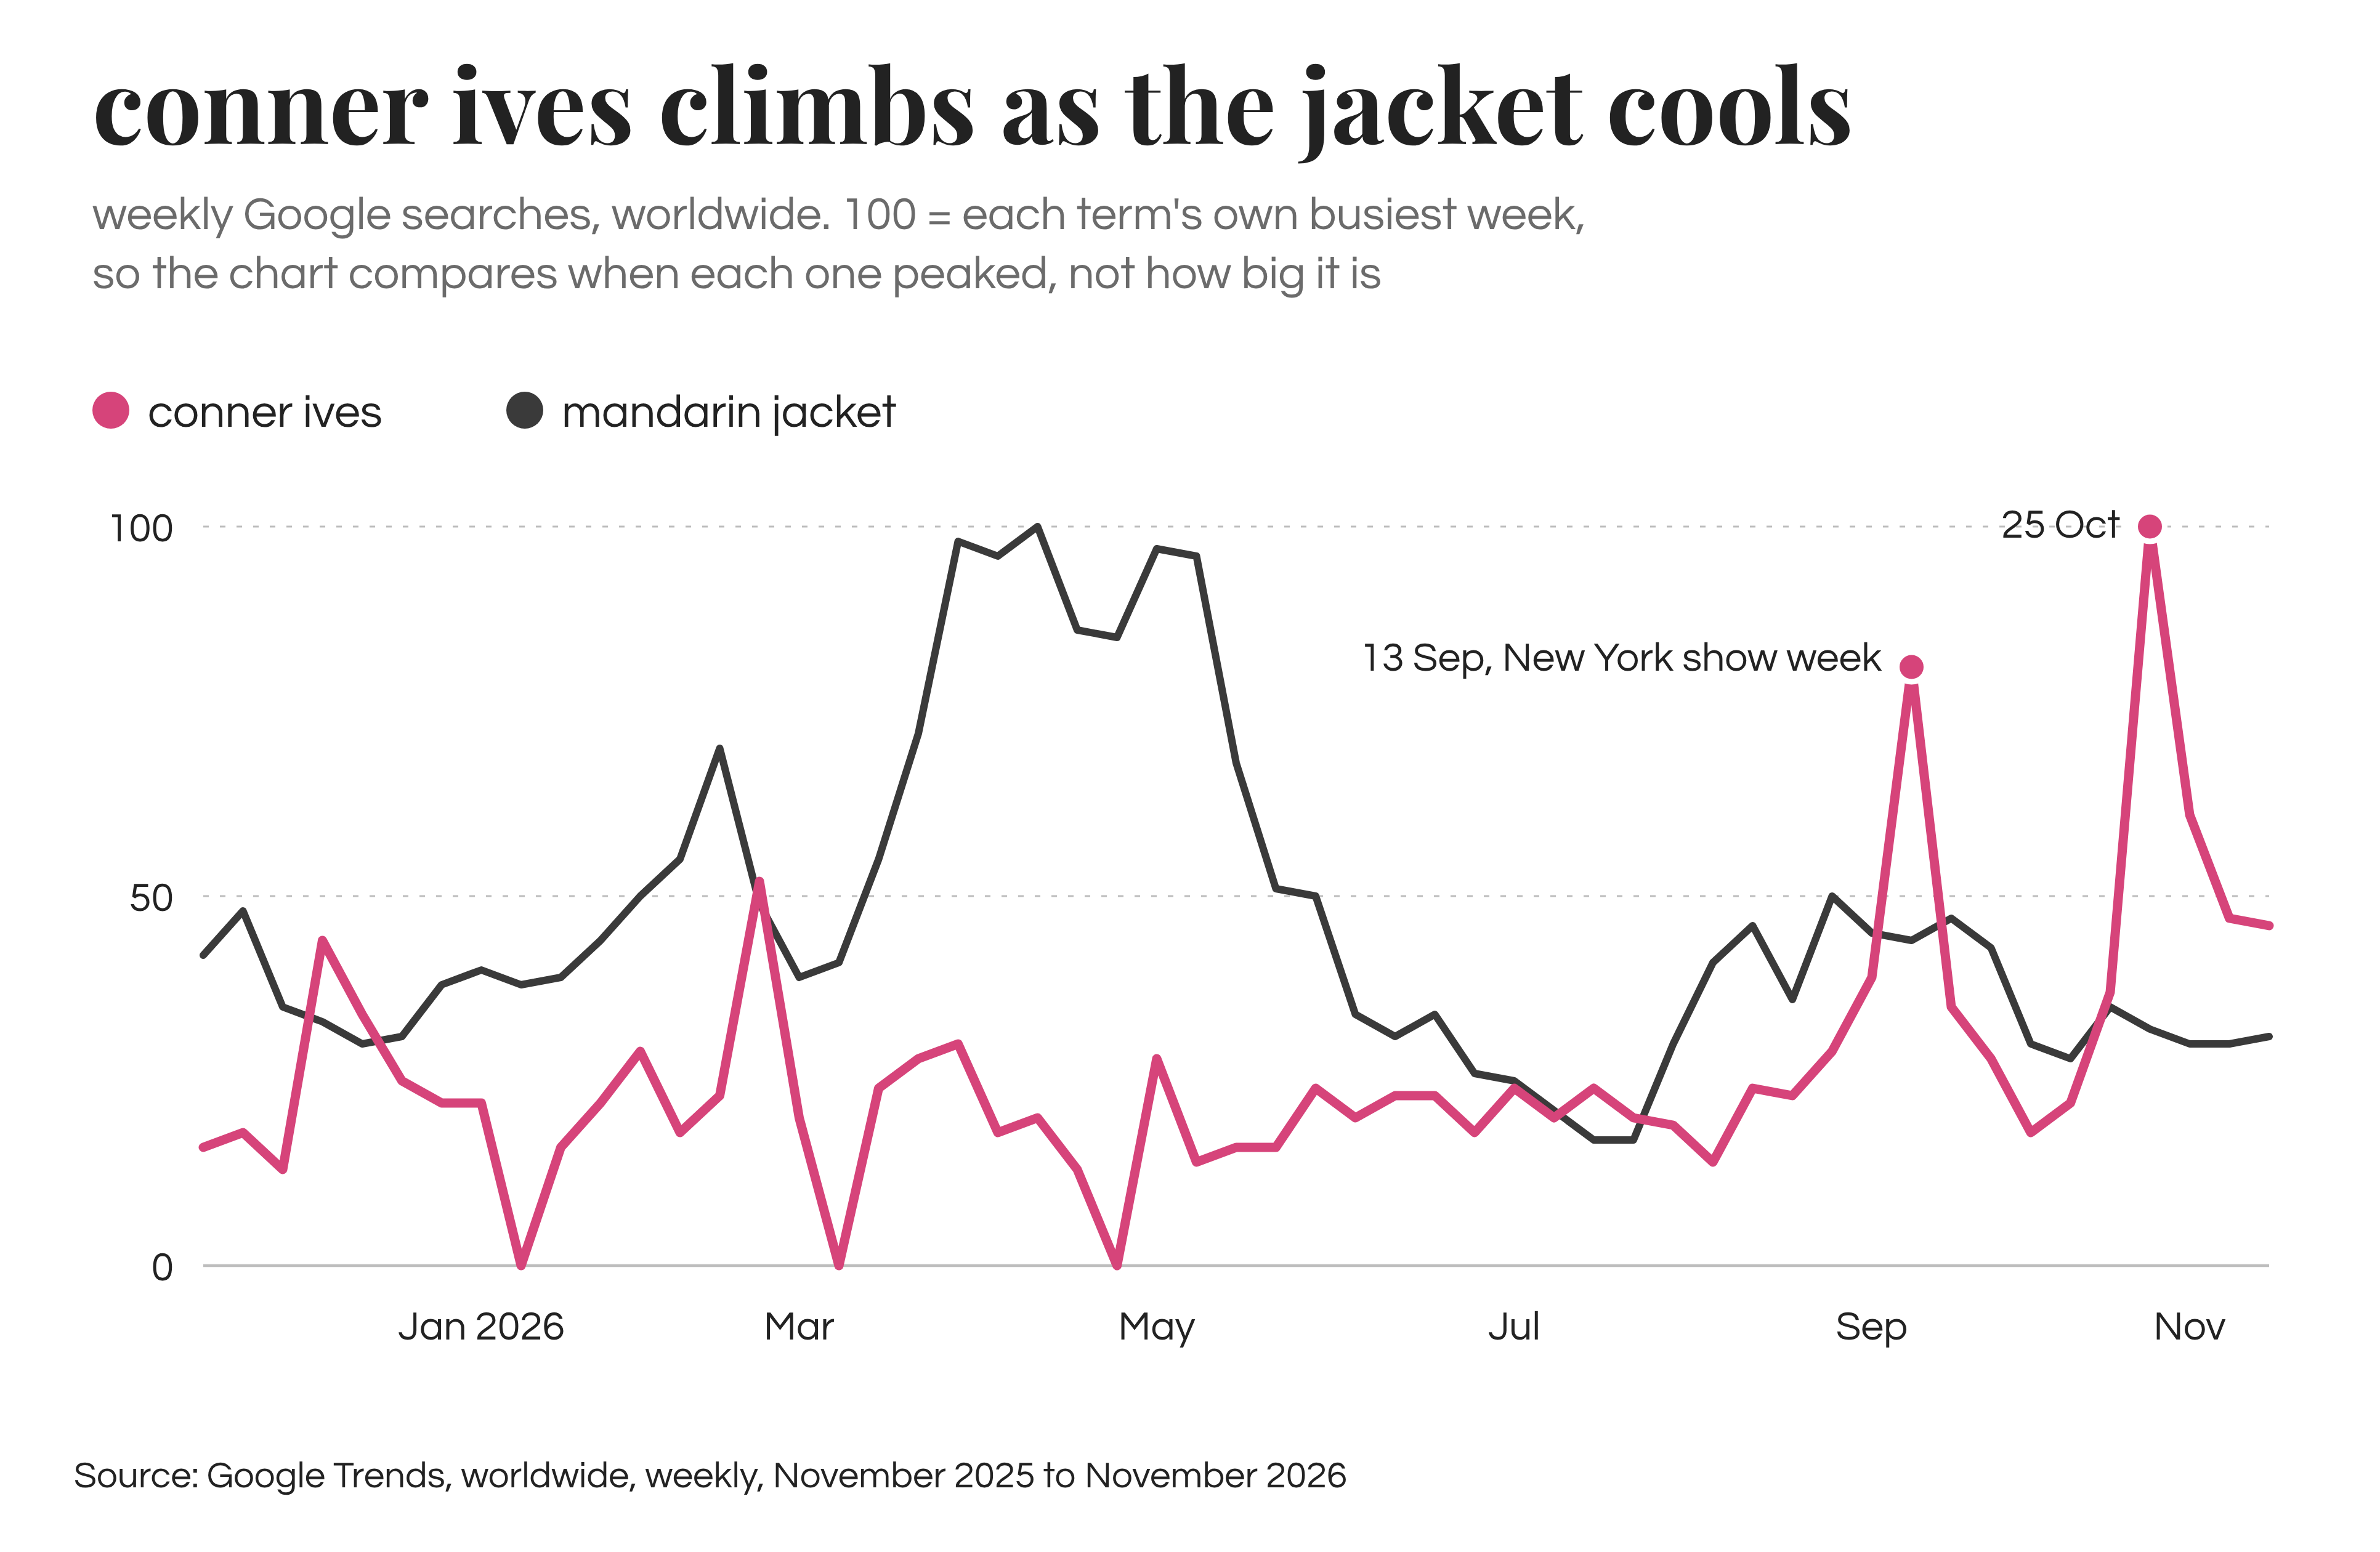 conner ives climbs as the jacket cools
weekly Google searches, worldwide. 100 = each term's own busiest week,
so the chart compares when each one peaked, not how big it is
conner ives
mandarin jacket
100
25 Oct
13 Sep, New York show week
50
0
Jan 2026
Mar
May
Jul
Sep
Nov
Source: Google Trends, worldwide, weekly, November 2025 to November 2026